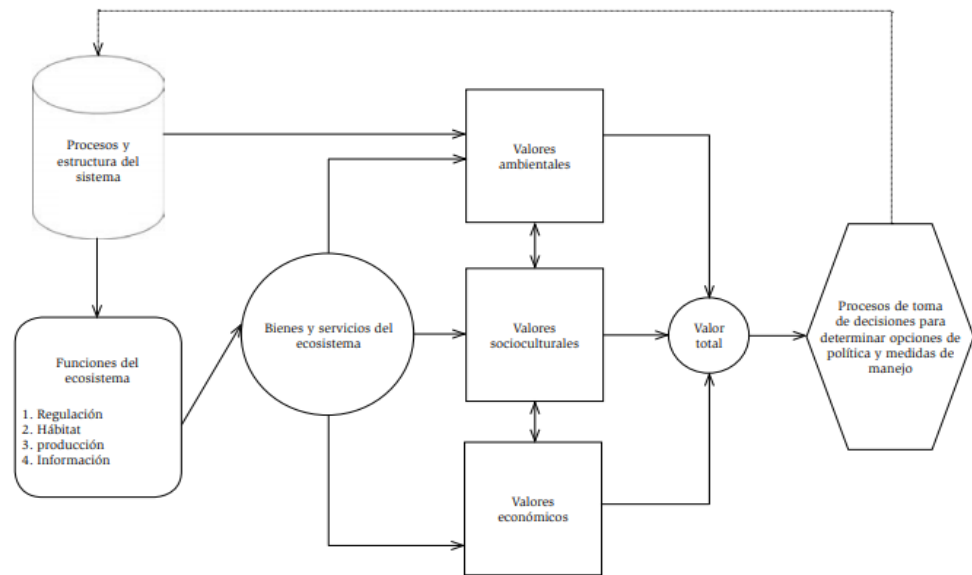 Procesos y
estructura del
sistema
Valores
ambientales
Bienes y servicios del
ecosistema
Valores
socioculturales
Valor
total
Procesos de toma
de decisiones para
determinar opciones de
política y medidas de
manejo
Funciones del
ecosistema
1. Regulación
2. Hábitat
3. producción
4. Información
Valores
económicos